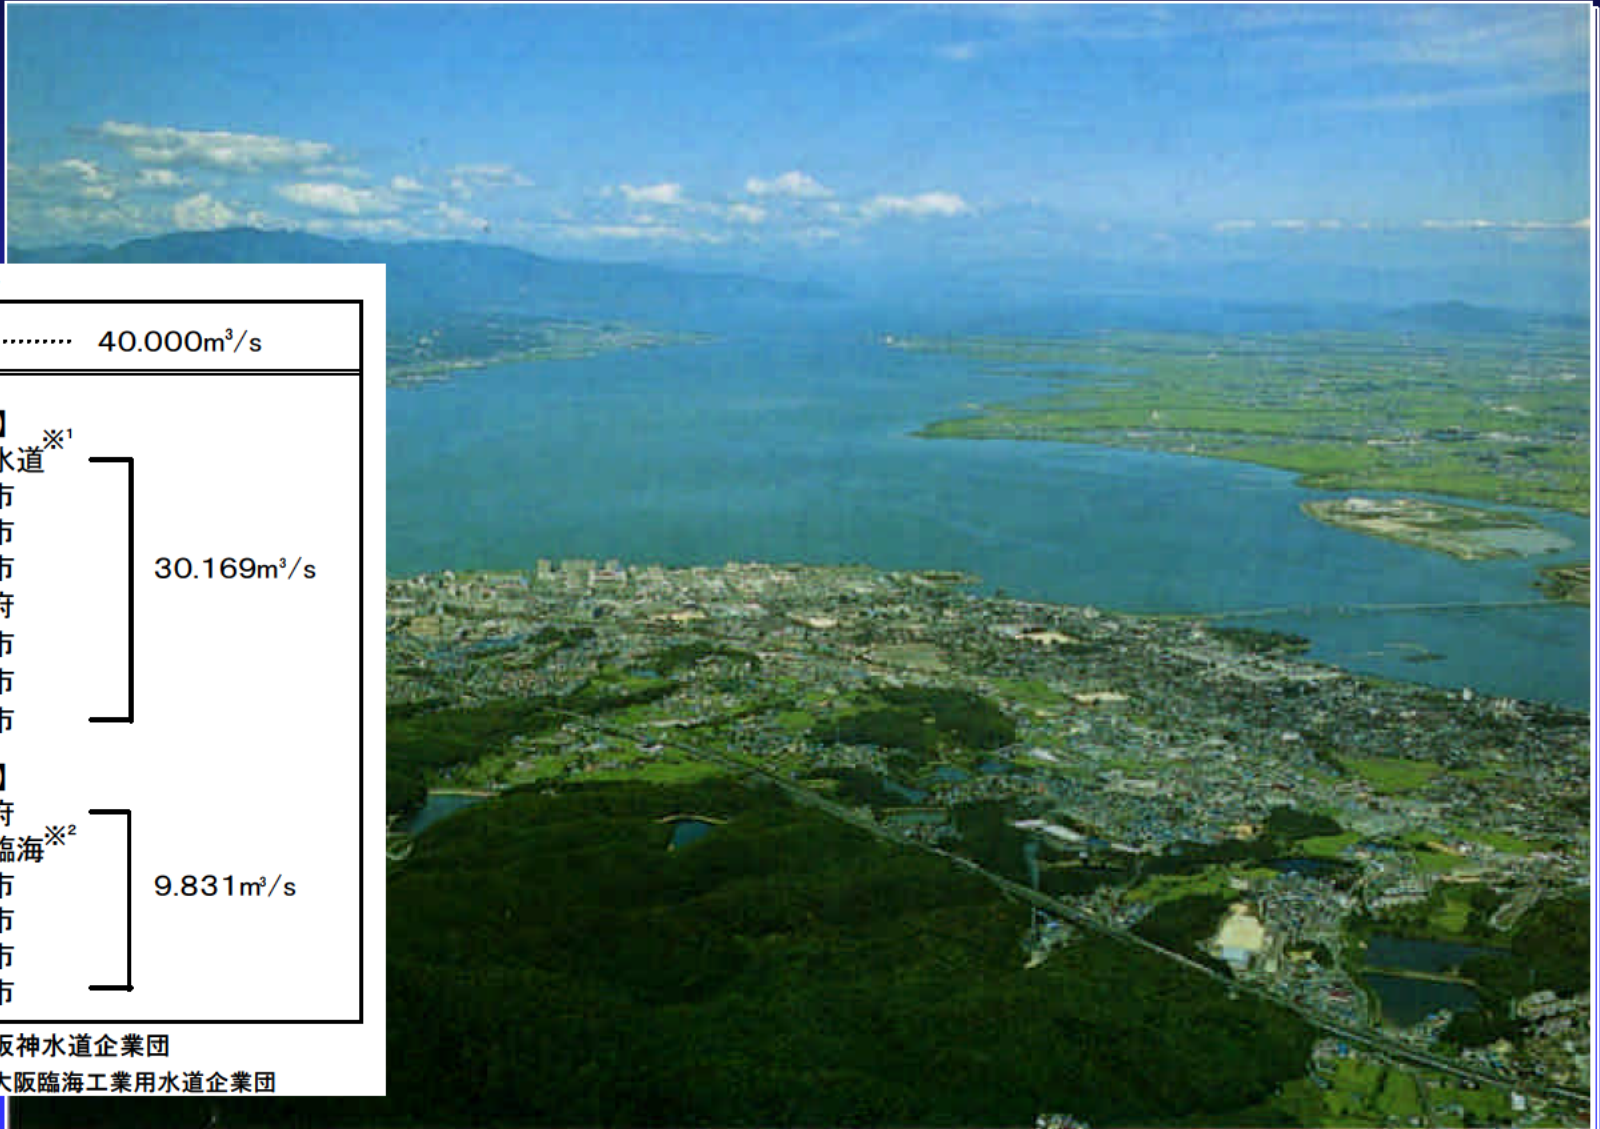 40.000m³/s
】
水道※1
市
市
市
府
市
市
市
30.169m³/s
】
府
臨海※2
市
市
市
市
9.831m³/s
阪神水道企業団
大阪臨海工業用水道企業団